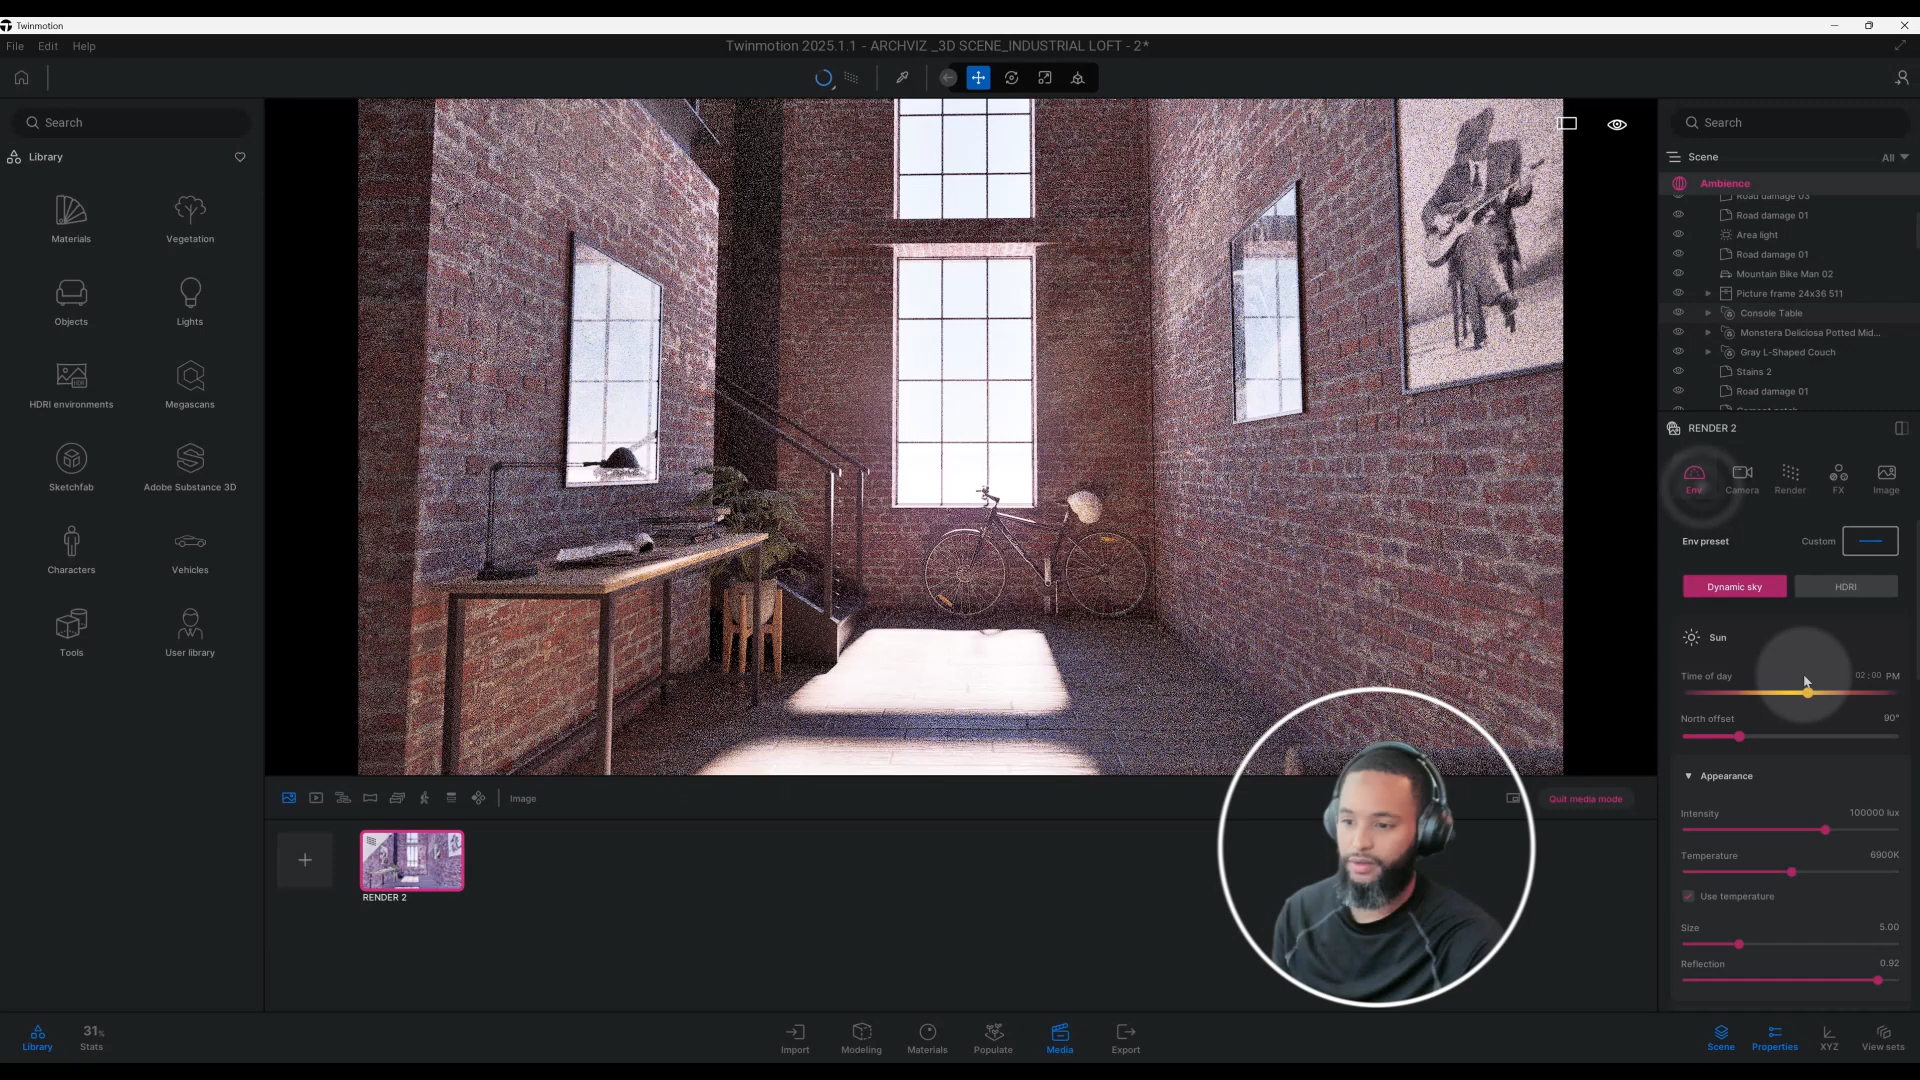 Twinmotion
File Edit Help
Twinmotion 2025.1.1 - ARCHVIZ _3D SCENE_INDUSTRIAL LOFT - 2*
Search
Library
Materials
Vegetation
Objects
Lights
HDRI environments
Megascans
Sketchfab
Adobe Substance 3D
Characters
Vehicles
Tools
User library
Search
Scene All
Ambience
Road damage 03
Road damage 01
Area light
Road damage 01
Mountain Bike Man 02
Picture frame 24x36 511
Console Table
Monstera Deliciosa Potted Mid...
Gray L-Shaped Couch
Stains 2
Road damage 01
Cement patch
RENDER 2
Env Camera Render FX Image
Env preset Custom
Dynamic sky HDRI
Sun
Time of day 02 : 00 PM
North offset 90°
Appearance
Intensity 100000 lux
Temperature 6900K
Use temperature
Size 5.00
Reflection 0.92
Image
Quit media mode
RENDER 2
Library
31%
Stats
Import
Modeling
Materials
Populate
Media
Export
Scene
Properties
XYZ
View sets